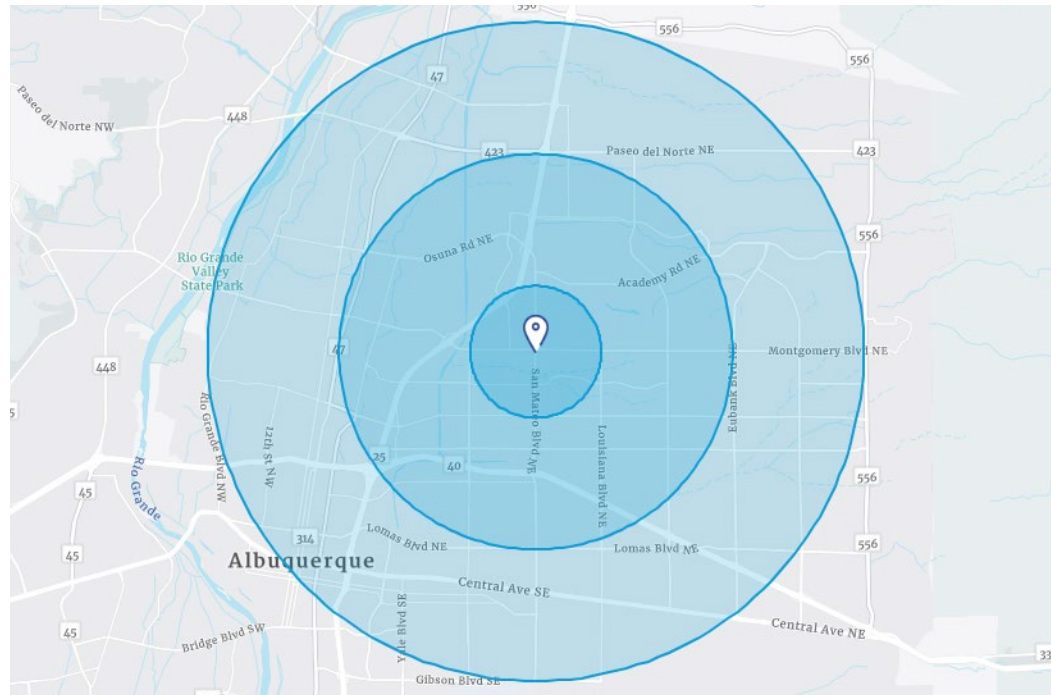 556
556
47
556
Paseo del Norte NW
448
423
Paseo del Norte NE
423
556
Osuna Rd NE
Rio Grande
Valley
State Park
Academy Rd NE
47
Montgomery Blvd NE
448
San Mateo Blvd NE
Eubank Blvd NE
Rio Grande Blvd NW
12th St NW
Louisiana Blvd NE
25
40
45
Rio Grande
556
314
Lomas Blvd NE
Lomas Blvd NE
556
45
Albuquerque
Central Ave SE
Yale Blvd SE
Central Ave NE
45
Bridge Blvd SW
Gibson Blvd SE